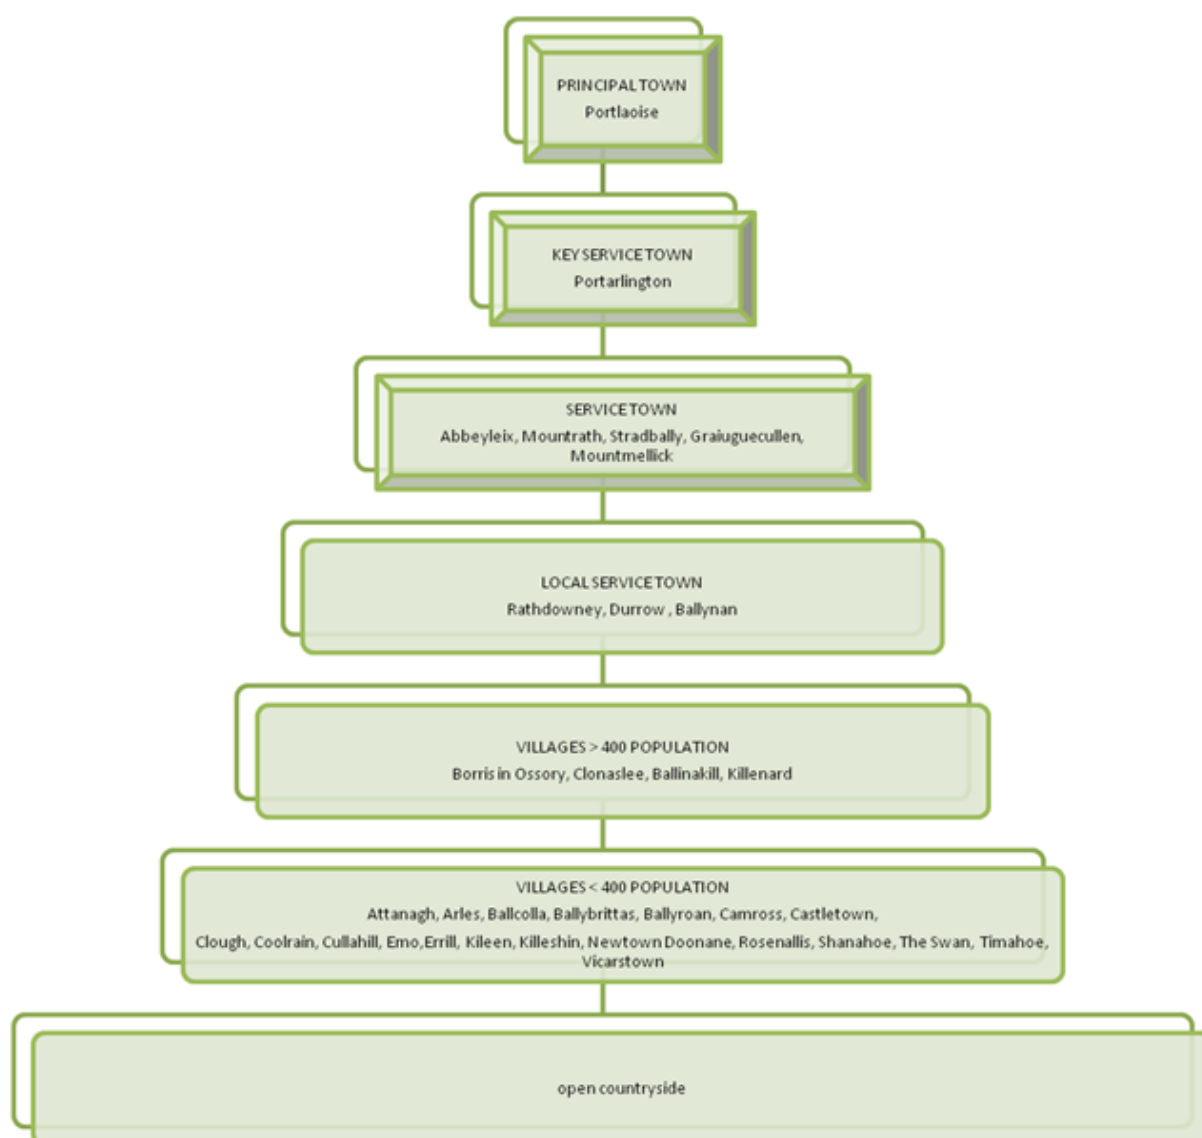 PRINCIPAL TOWN
Portlaoise
KEY SERVICE TOWN
Portarlington
SERVICE TOWN
Abbeyleix, Mountrath, Stradbally, Graiuguecullen,
Mountmellick
LOCAL SERVICE TOWN
Rathdowney, Durrow , Ballynan
VILLAGES > 400 POPULATION
Borris in Ossory, Clonaslee, Ballinakill, Killenard
VILLAGES < 400 POPULATION
Attanagh, Arles, Ballcolla, Ballybrittas, Ballyroan, Camross, Castletown,
Clough, Coolrain, Cullahill, Emo,Errill, Kileen, Killeshin, Newtown Doonane, Rosenallis, Shanahoe, The Swan, Timahoe,
Vicarstown
open countryside